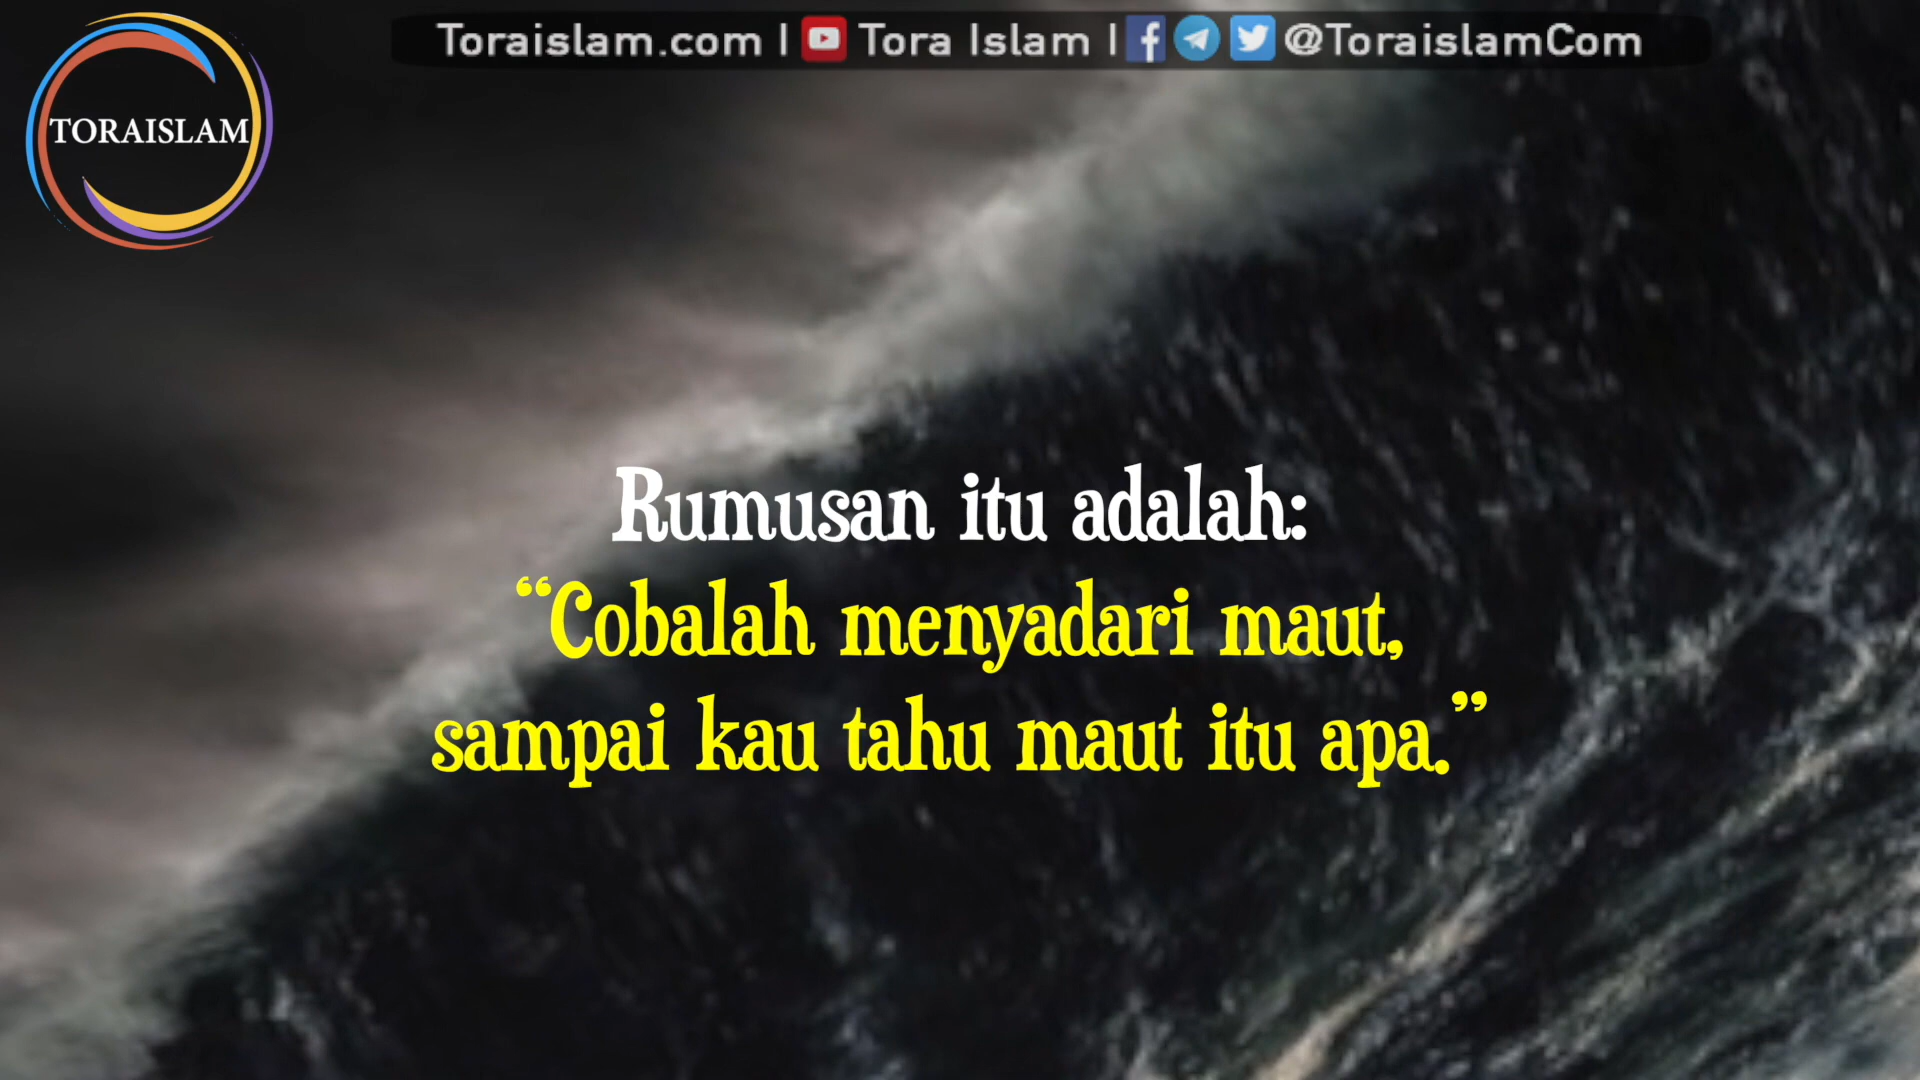 Toraislam.com | Tora Islam | @ToraislamCom
TORAISLAM
Rumusan itu adalah:
“Cobalah menyadari maut,
sampai kau tahu maut itu apa.”